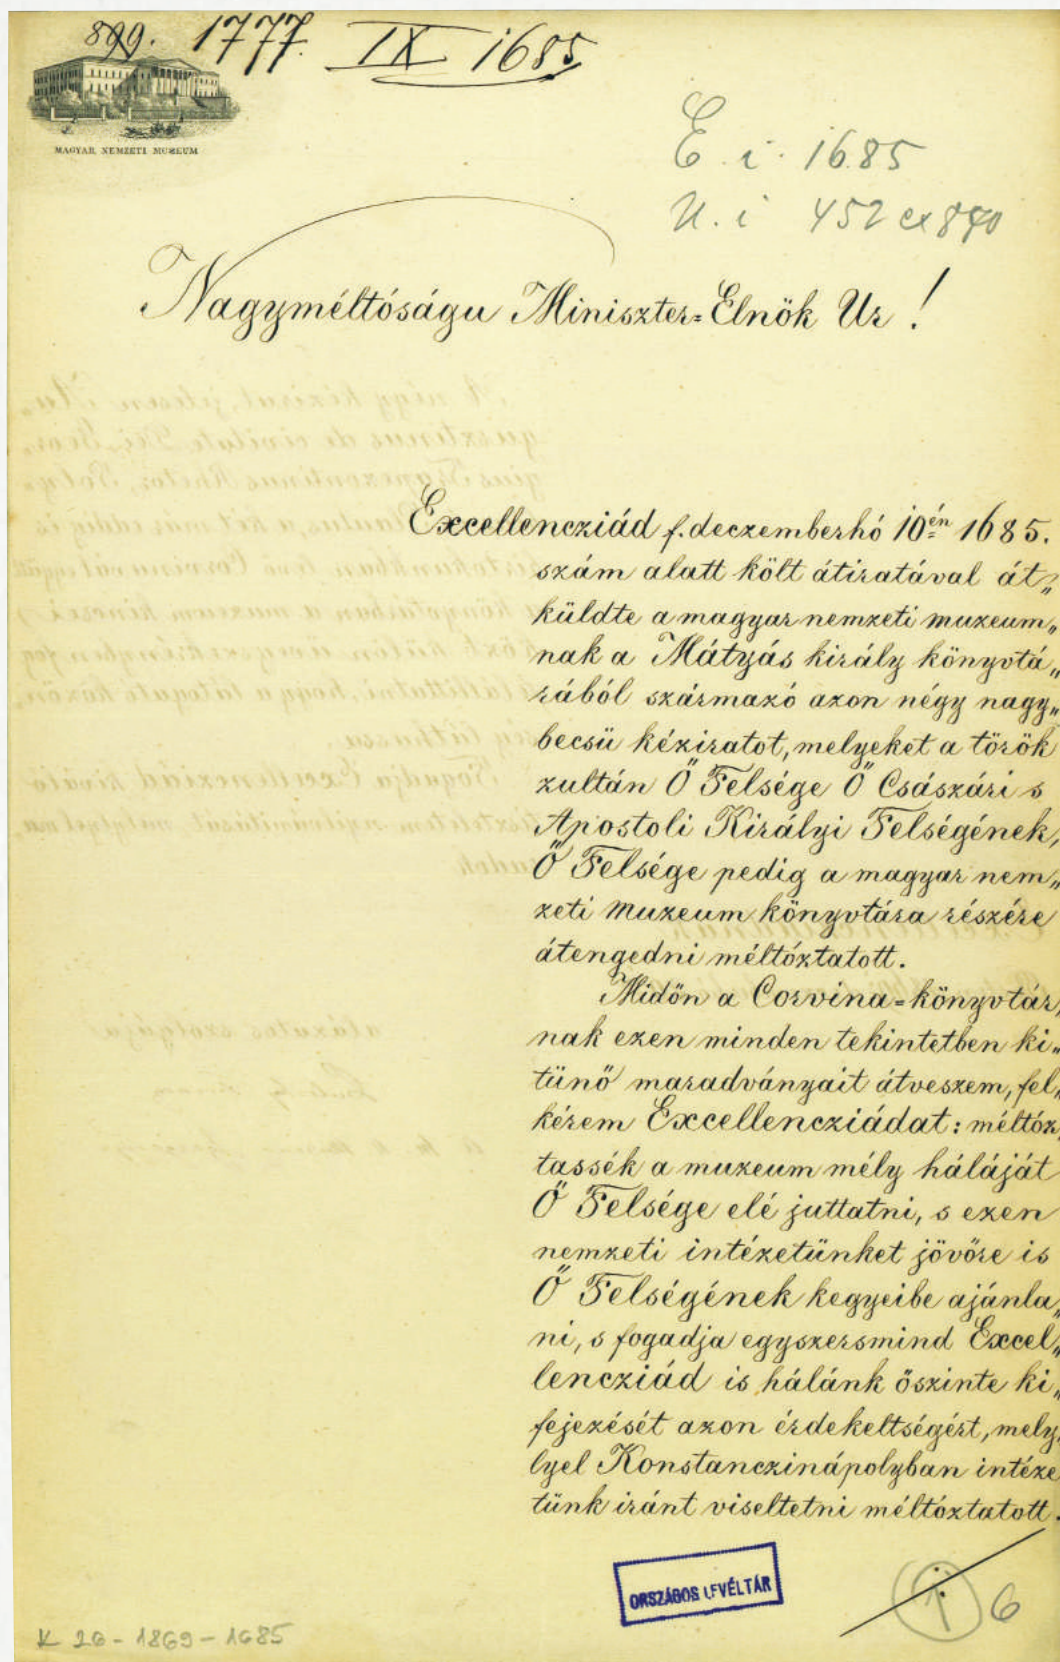 899. 1777. IX 1685
MAGYAR NEMZETI MUZEUM
E. i. 1685
U. i 452 ex 870
Nagyméltóságu Miniszter=Elnök Ur!
Excellencziád f. deczemberhó 10én 1685.
szám alatt költ átiratával át„
küldte a magyar nemzeti muzeum„
nak a Mátyás király könyvtá„
rából származó azon négy nagy„
becsü kéziratot, melyeket a török
zultán Ő Felsége Ő Császári s
Apostoli Királyi Felségének,
Ő Felsége pedig a magyar nem„
zeti muzeum könyvtára részére
átengedni méltóztatott.
Midőn a Corvina=könyvtár,
nak ezen minden tekintetben ki„
tünő maradványait átveszem, fel„
kérem Excellencziádat: méltóz,
tassék a muzeum mély háláját
Ő Felsége elé juttatni, s ezen
nemzeti intézetünket jövőre is
Ő Felségének kegyeibe ajánla„
ni, s fogadja egyszersmind Excel„
lencziád is hálánk őszinte ki„
fejezését azon érdekeltségért, mely,
lyel Konstanczinápolyban intéze
tünk iránt viseltetni méltóztatott.
ORSZÁGOS LEVÉLTÁR
6
K 26 - 1869 - 1685